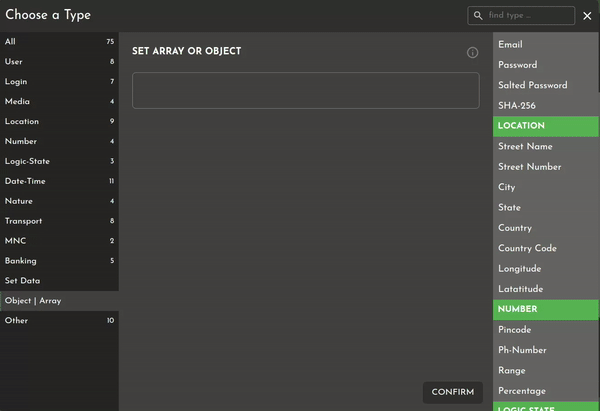 Choose a Type
find type ...
All 75
User 8
Login 7
Media 4
Location 9
Number 4
Logic-State 3
Date-Time 11
Nature 4
Transport 8
MNC 2
Banking 5
Set Data
Object | Array
Other 10
SET ARRAY OR OBJECT
CONFIRM
Email
Password
Salted Password
SHA-256
LOCATION
Street Name
Street Number
City
State
Country
Country Code
Longitude
Latatitude
NUMBER
Pincode
Ph-Number
Range
Percentage
LOGIC STATE